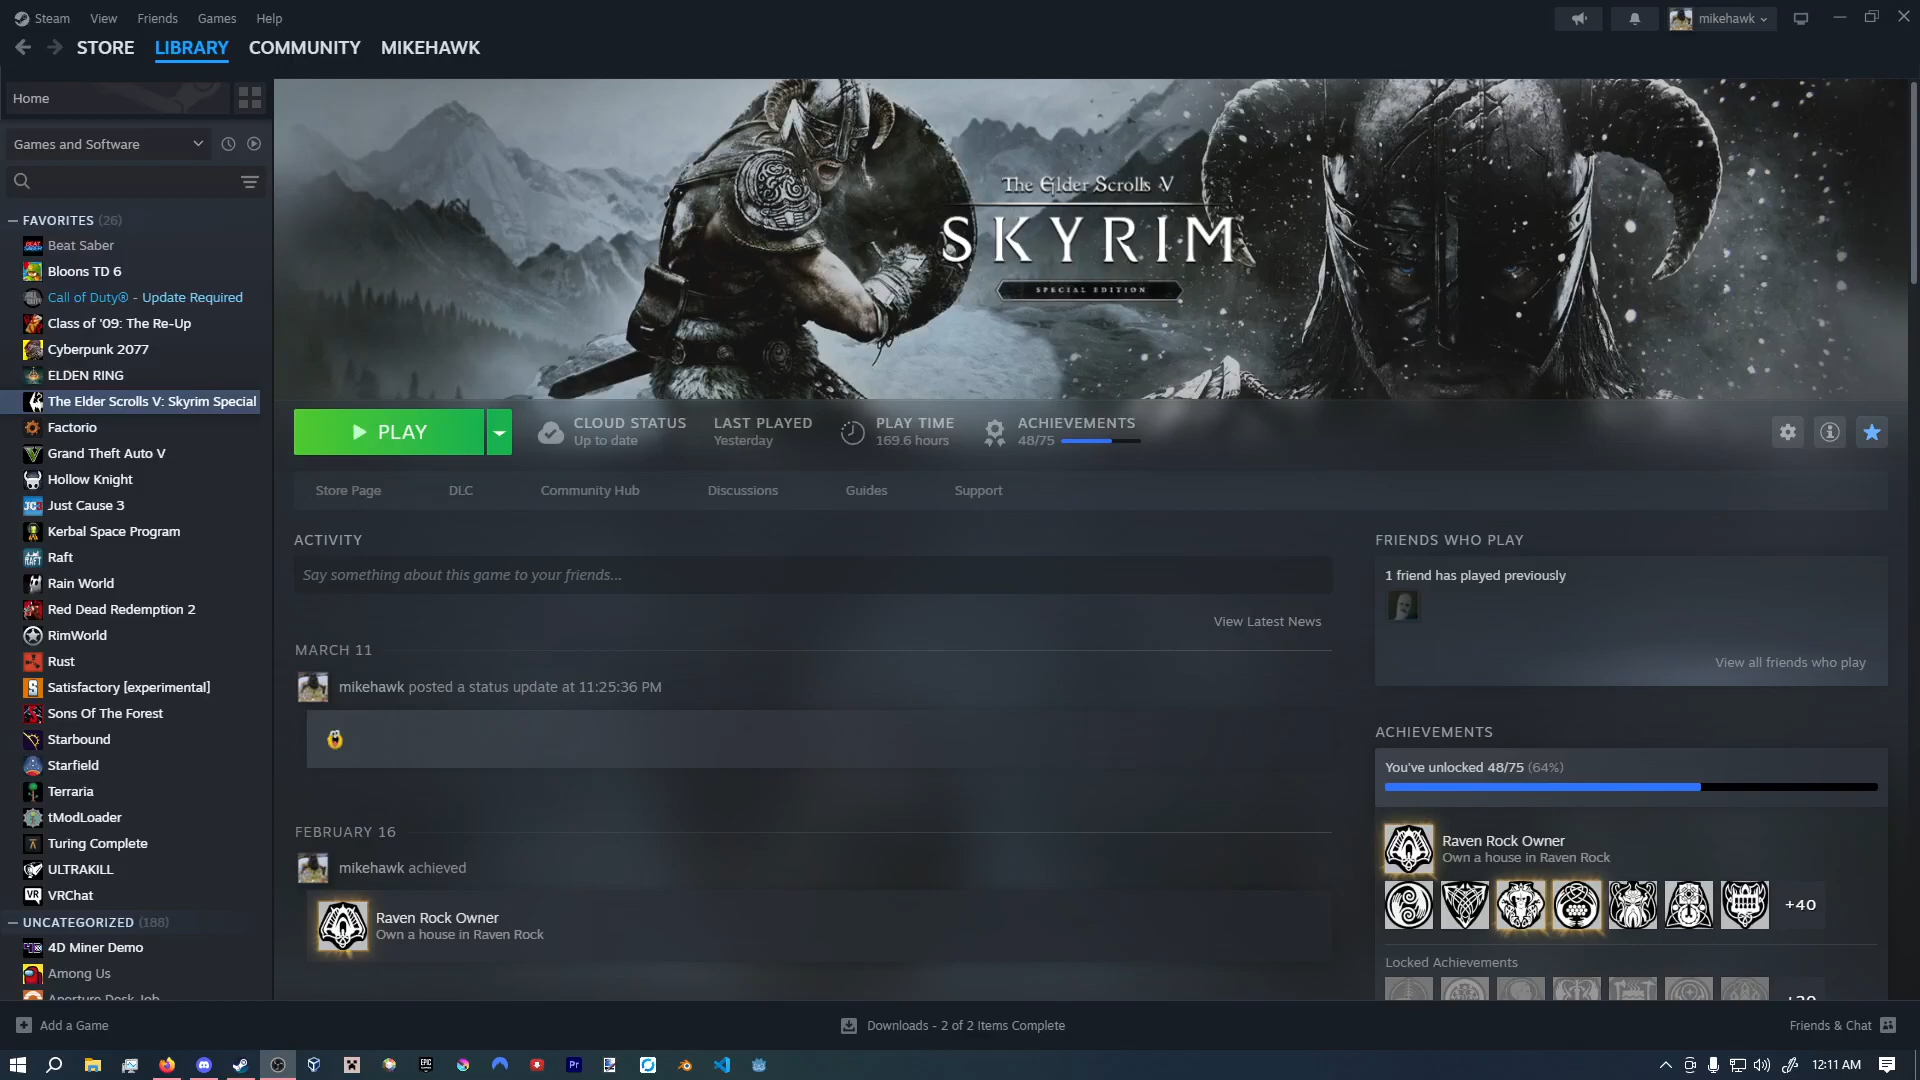 Steam View Friends Games Help
mikehawk
STORE LIBRARY COMMUNITY MIKEHAWK
Home
Games and Software
FAVORITES (26)
Beat Saber
Bloons TD 6
Call of Duty® - Update Required
Class of '09: The Re-Up
Cyberpunk 2077
ELDEN RING
The Elder Scrolls V: Skyrim Special
Factorio
Grand Theft Auto V
Hollow Knight
Just Cause 3
Kerbal Space Program
Raft
Rain World
Red Dead Redemption 2
RimWorld
Rust
Satisfactory [experimental]
Sons Of The Forest
Starbound
Starfield
Terraria
tModLoader
Turing Complete
ULTRAKILL
VRChat
UNCATEGORIZED (188)
4D Miner Demo
Among Us
Aperture Desk Job
The Elder Scrolls V
SKYRIM
SPECIAL EDITION
PLAY
CLOUD STATUS
Up to date
LAST PLAYED
Yesterday
PLAY TIME
169.6 hours
ACHIEVEMENTS
48/75
Store Page DLC Community Hub Discussions Guides Support
ACTIVITY
Say something about this game to your friends...
View Latest News
MARCH 11
mikehawk posted a status update at 11:25:36 PM
FEBRUARY 16
mikehawk achieved
Raven Rock Owner
Own a house in Raven Rock
FRIENDS WHO PLAY
1 friend has played previously
View all friends who play
ACHIEVEMENTS
You've unlocked 48/75 (64%)
Raven Rock Owner
Own a house in Raven Rock
+40
Locked Achievements
Add a Game
Downloads - 2 of 2 Items Complete
Friends & Chat
12:11 AM